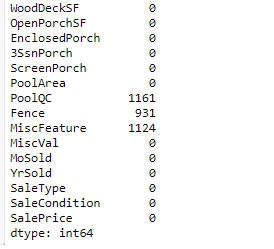 WoodDeckSF 0
OpenPorchSF 0
EnclosedPorch 0
3SsnPorch 0
ScreenPorch 0
PoolArea 0
PoolQC 1161
Fence 931
MiscFeature 1124
MiscVal 0
MoSold 0
YrSold 0
SaleType 0
SaleCondition 0
SalePrice 0
dtype: int64